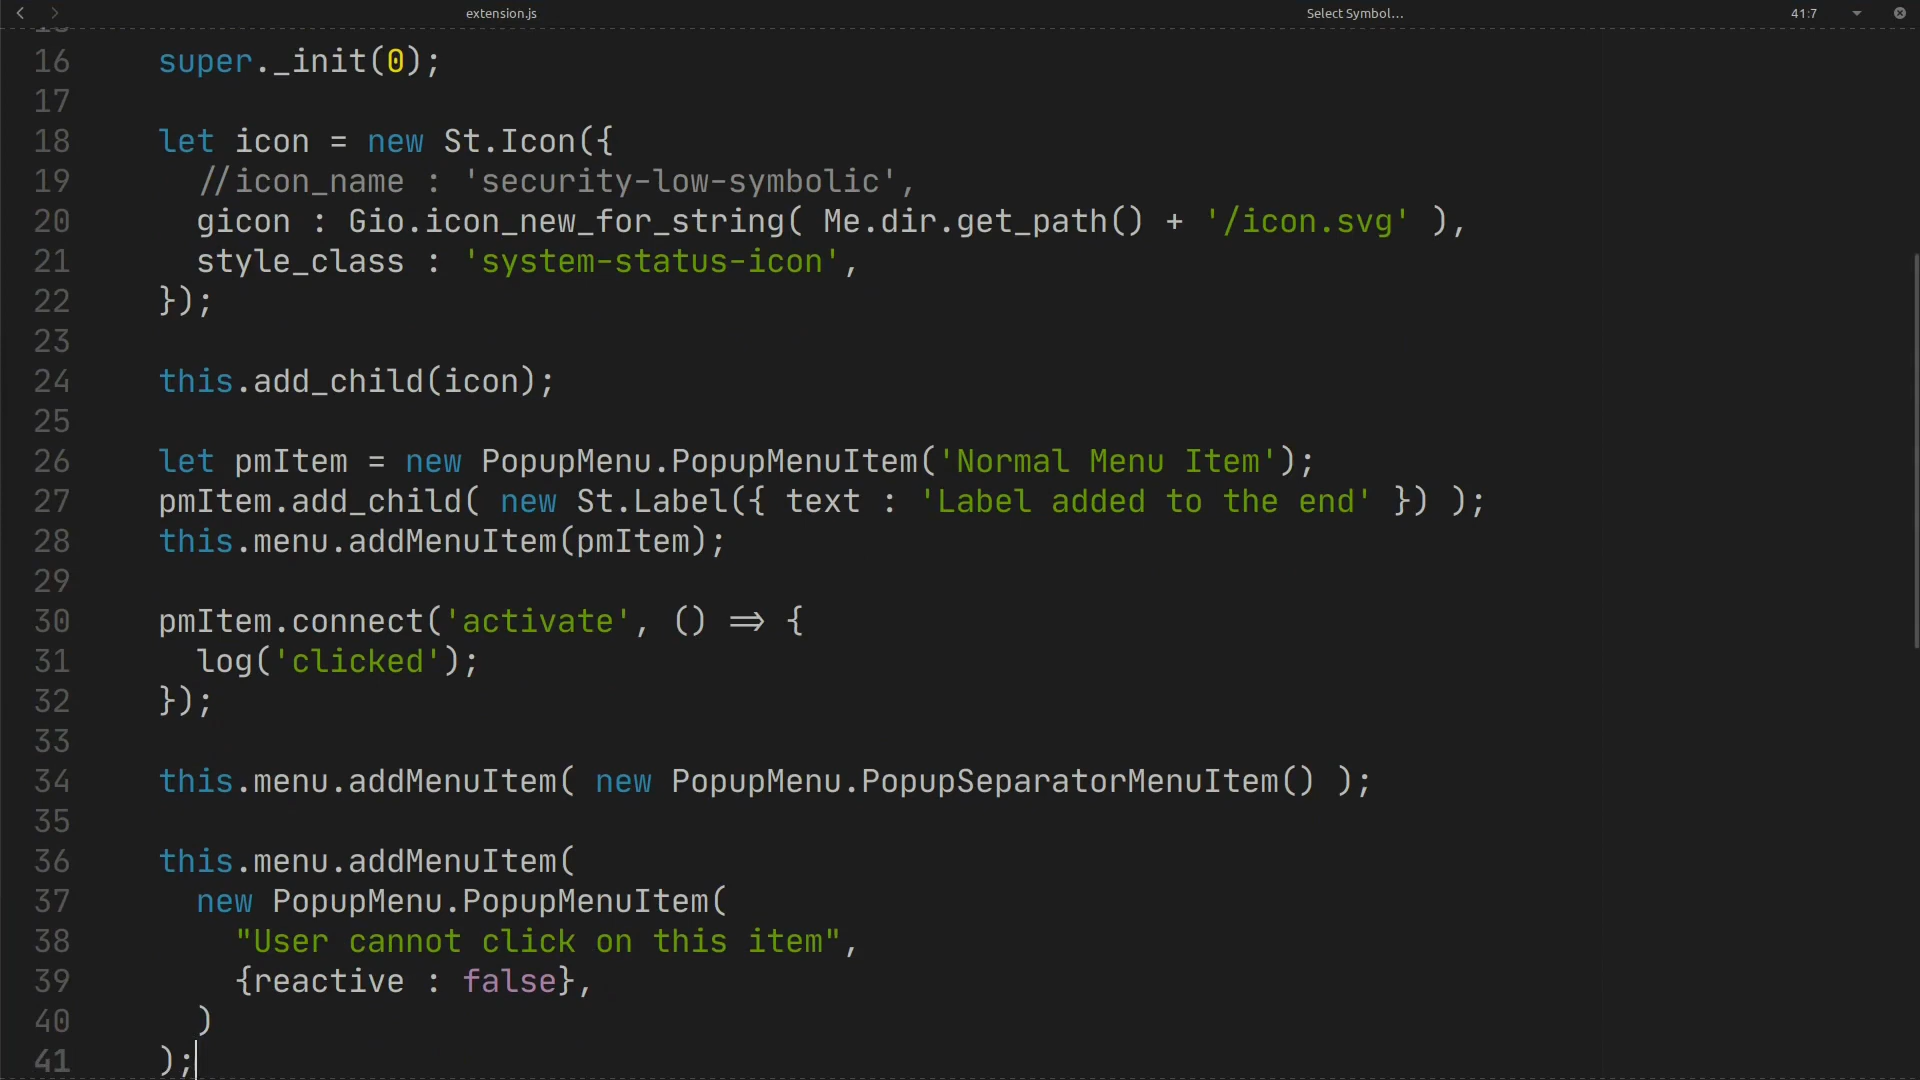 extension.js
Select Symbol…
41:7
16 super._init(0);
17
18 let icon = new St.Icon({
19 //icon_name : 'security-low-symbolic',
20 gicon : Gio.icon_new_for_string( Me.dir.get_path() + '/icon.svg' ),
21 style_class : 'system-status-icon',
22 });
23
24 this.add_child(icon);
25
26 let pmItem = new PopupMenu.PopupMenuItem('Normal Menu Item');
27 pmItem.add_child( new St.Label({ text : 'Label added to the end' }) );
28 this.menu.addMenuItem(pmItem);
29
30 pmItem.connect('activate', () => {
31 log('clicked');
32 });
33
34 this.menu.addMenuItem( new PopupMenu.PopupSeparatorMenuItem() );
35
36 this.menu.addMenuItem(
37 new PopupMenu.PopupMenuItem(
38 "User cannot click on this item",
39 {reactive : false},
40 )
41 );